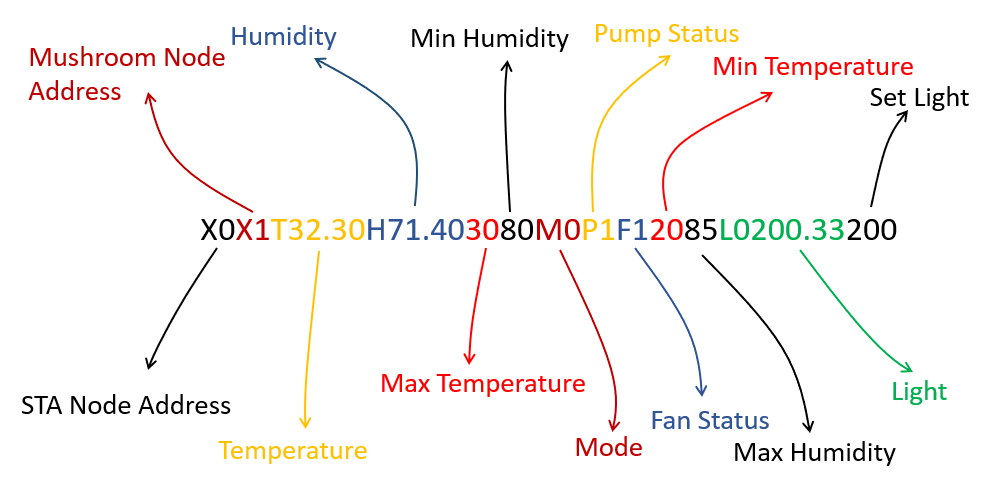 Humidity
Min Humidity
Pump Status
Mushroom Node
Address
Min Temperature
Set Light
X0X1T32.30H71.403080M0P1F12085L0200.33200
Max Temperature
Light
STA Node Address
Fan Status
Temperature
Mode
Max Humidity